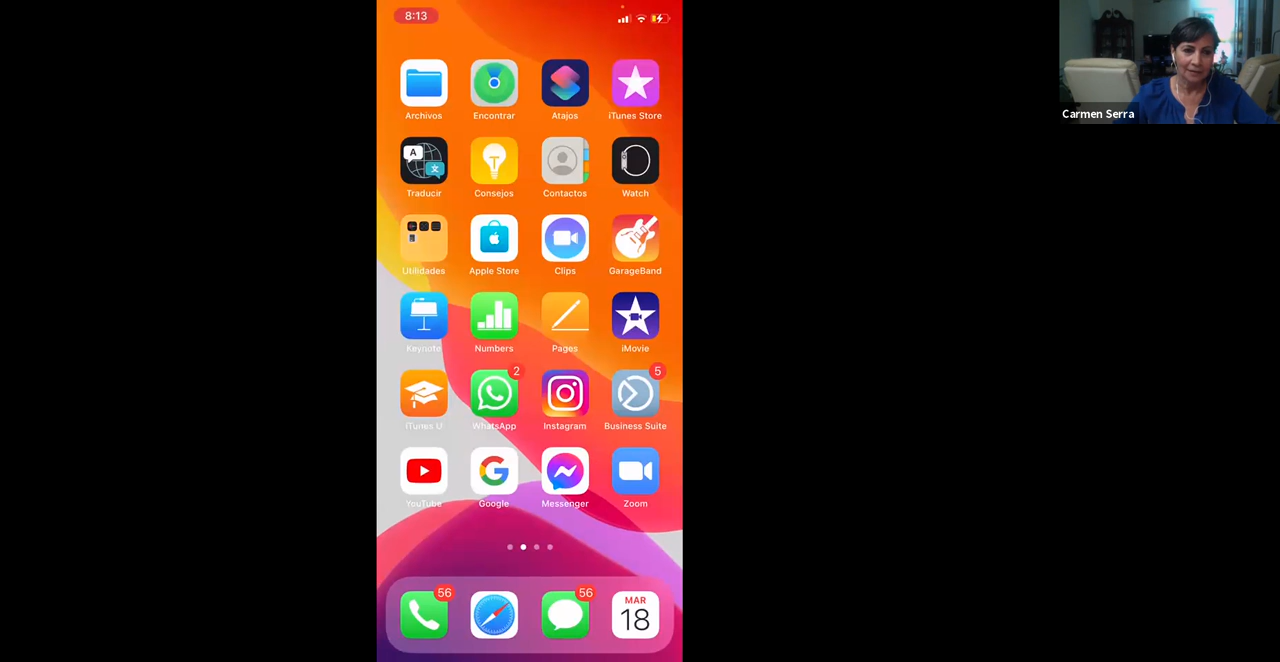 8:13
Archivos Encontrar Atajos iTunes Store
A 文
Traducir Consejos Contactos Watch
Utilidades Apple Store Clips GarageBand
Keynote Numbers Pages iMovie
2 5
iTunes U WhatsApp Instagram Business Suite
YouTube Google Messenger Zoom
56 56
MAR
18
Carmen Serra